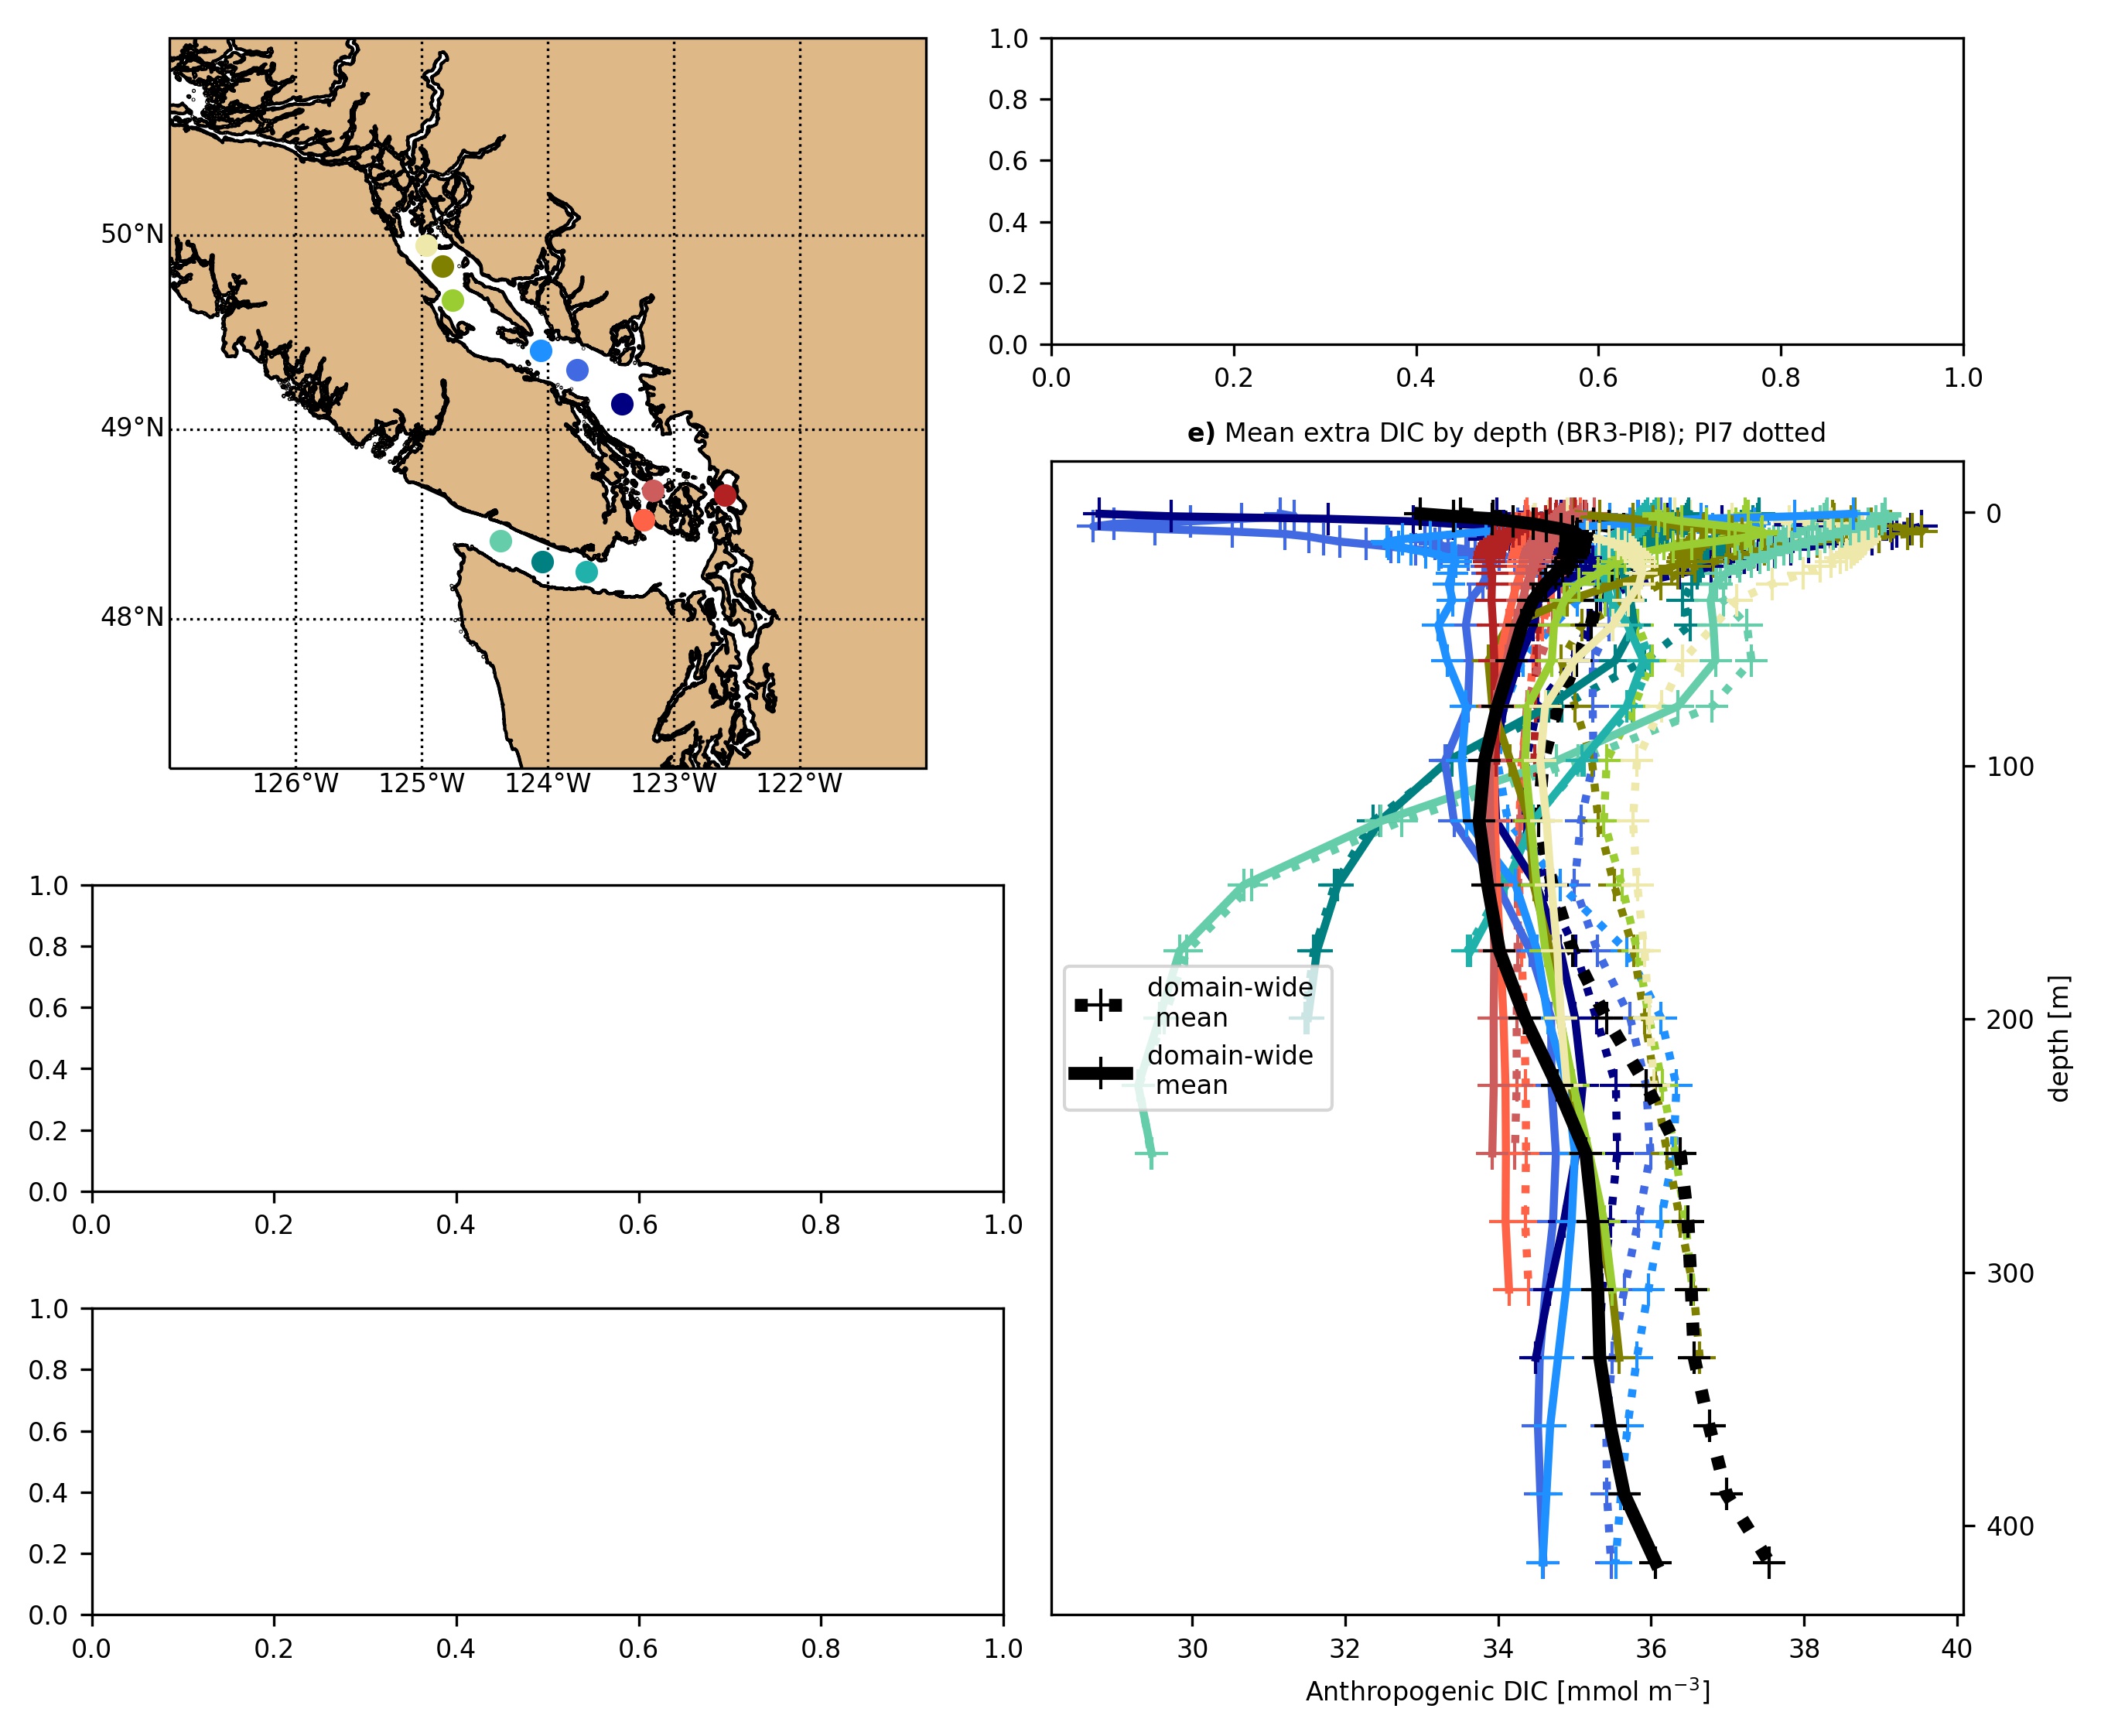 50°N
49°N
48°N
126°W 125°W 124°W 123°W 122°W
1.0
0.8
0.6
0.4
0.2
0.0
0.0 0.2 0.4 0.6 0.8 1.0
e) Mean extra DIC by depth (BR3-PI8); PI7 dotted
0
100
200
300
400
depth [m]
domain-wide
mean
domain-wide
mean
30 32 34 36 38 40
Anthropogenic DIC [mmol m⁻³]
1.0
0.8
0.6
0.4
0.2
0.0
0.0 0.2 0.4 0.6 0.8 1.0
1.0
0.8
0.6
0.4
0.2
0.0
0.0 0.2 0.4 0.6 0.8 1.0